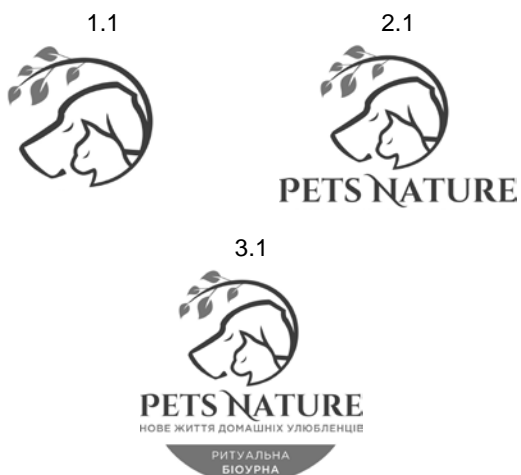 1.1
2.1
PETS NATURE
3.1
PETS NATURE
НОВЕ ЖИТТЯ ДОМАШНІХ УЛЮБЛЕНЦІВ
РИТУАЛЬНА
БІОУРНА